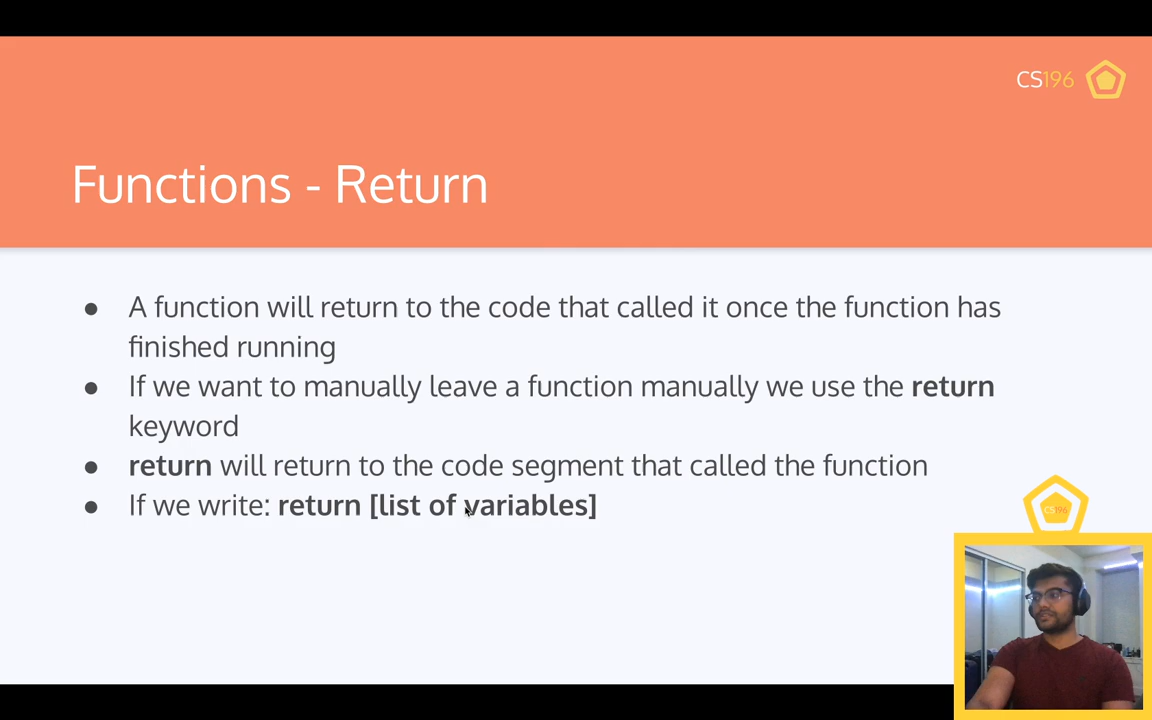 CS196
Functions - Return
● A function will return to the code that called it once the function has
finished running
● If we want to manually leave a function manually we use the return
keyword
● return will return to the code segment that called the function
● If we write: return [list of variables]
CS196